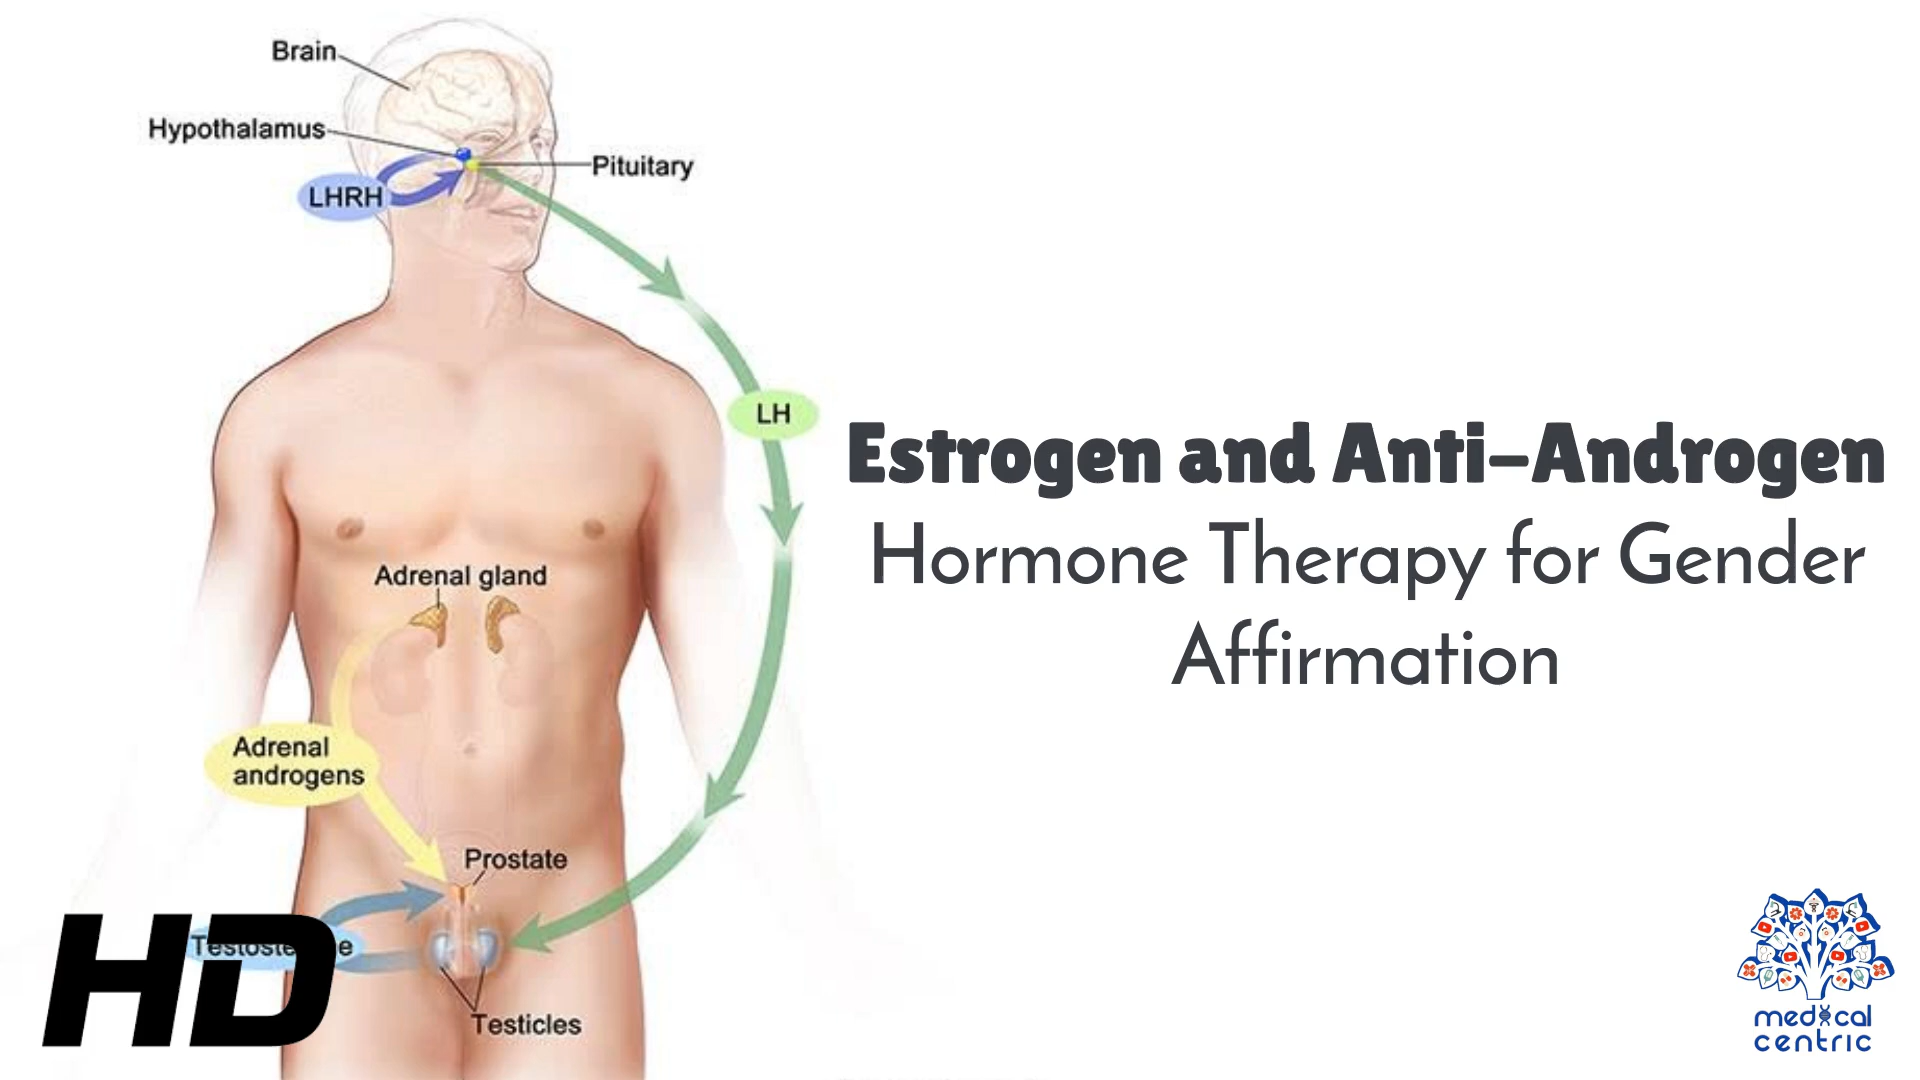 Brain
Hypothalamus
Pituitary
LHRH
LH
Estrogen and Anti-Androgen
Hormone Therapy for Gender
Affirmation
Adrenal gland
Adrenal
androgens
Prostate
HD
Testicles
medical
centric